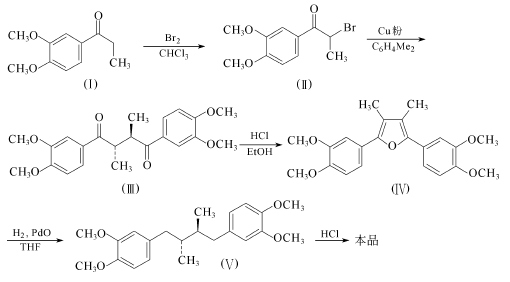 O
CH₃O
CH₃O
CH₃
(Ⅰ)
Br₂
CHCl₃
O
CH₃O
CH₃O
Br
CH₃
(Ⅱ)
Cu粉
C₆H₄Me₂
O
CH₃
OCH₃
OCH₃
CH₃O
CH₃O
CH₃
O
(Ⅲ)
HCl
EtOH
H₃C
CH₃
O
CH₃O
CH₃O
OCH₃
OCH₃
(Ⅳ)
H₂, PdO
THF
CH₃O
CH₃O
CH₃
CH₃
OCH₃
OCH₃
(Ⅴ)
HCl
本品